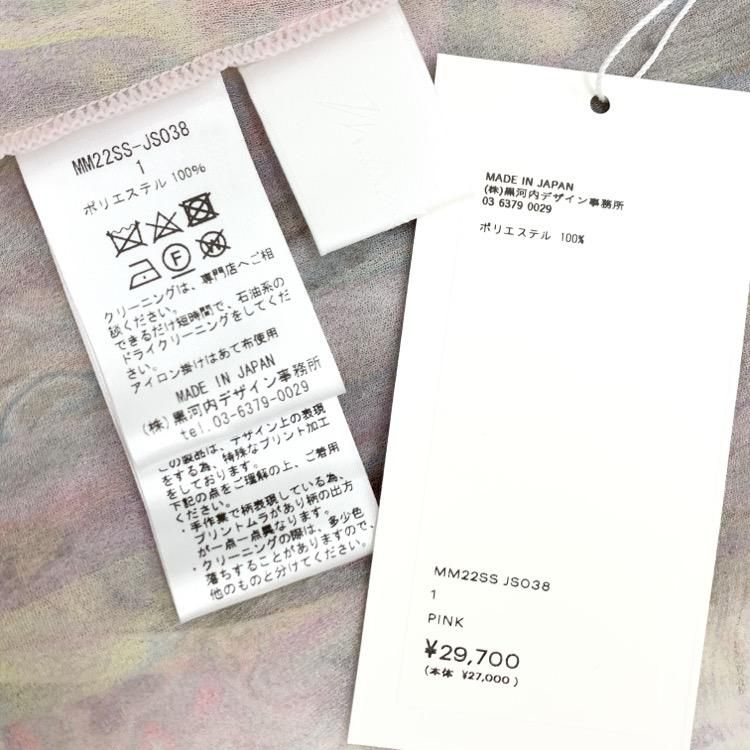 MM22SS-JS038
1
ポリエステル 100%
F
W
クリーニングは、専門店へご相
談ください。
できるだけ短時間で、石油系の
ドライクリーニングをしてくだ
さい。
アイロン掛けはあて布使用
MADE IN JAPAN
(株)黒河内デザイン事務所
tel.03-6379-0029
この製品は、デザイン上の表現
をする為、特殊なプリント加工
をしております。
下記の点をご理解の上、ご着用
ください。
・手作業で柄表現している為、
プリントムラがあり柄の出方
が一点一点異なります。
・クリーニングの際は、多少色
落ちすることがありますので、
他のものと分けてください。
MADE IN JAPAN
(株)黒河内デザイン事務所
03 6379 0029
ポリエステル 100%
MM22SS JS038
1
PINK
¥29,700
(本体 ¥27,000)